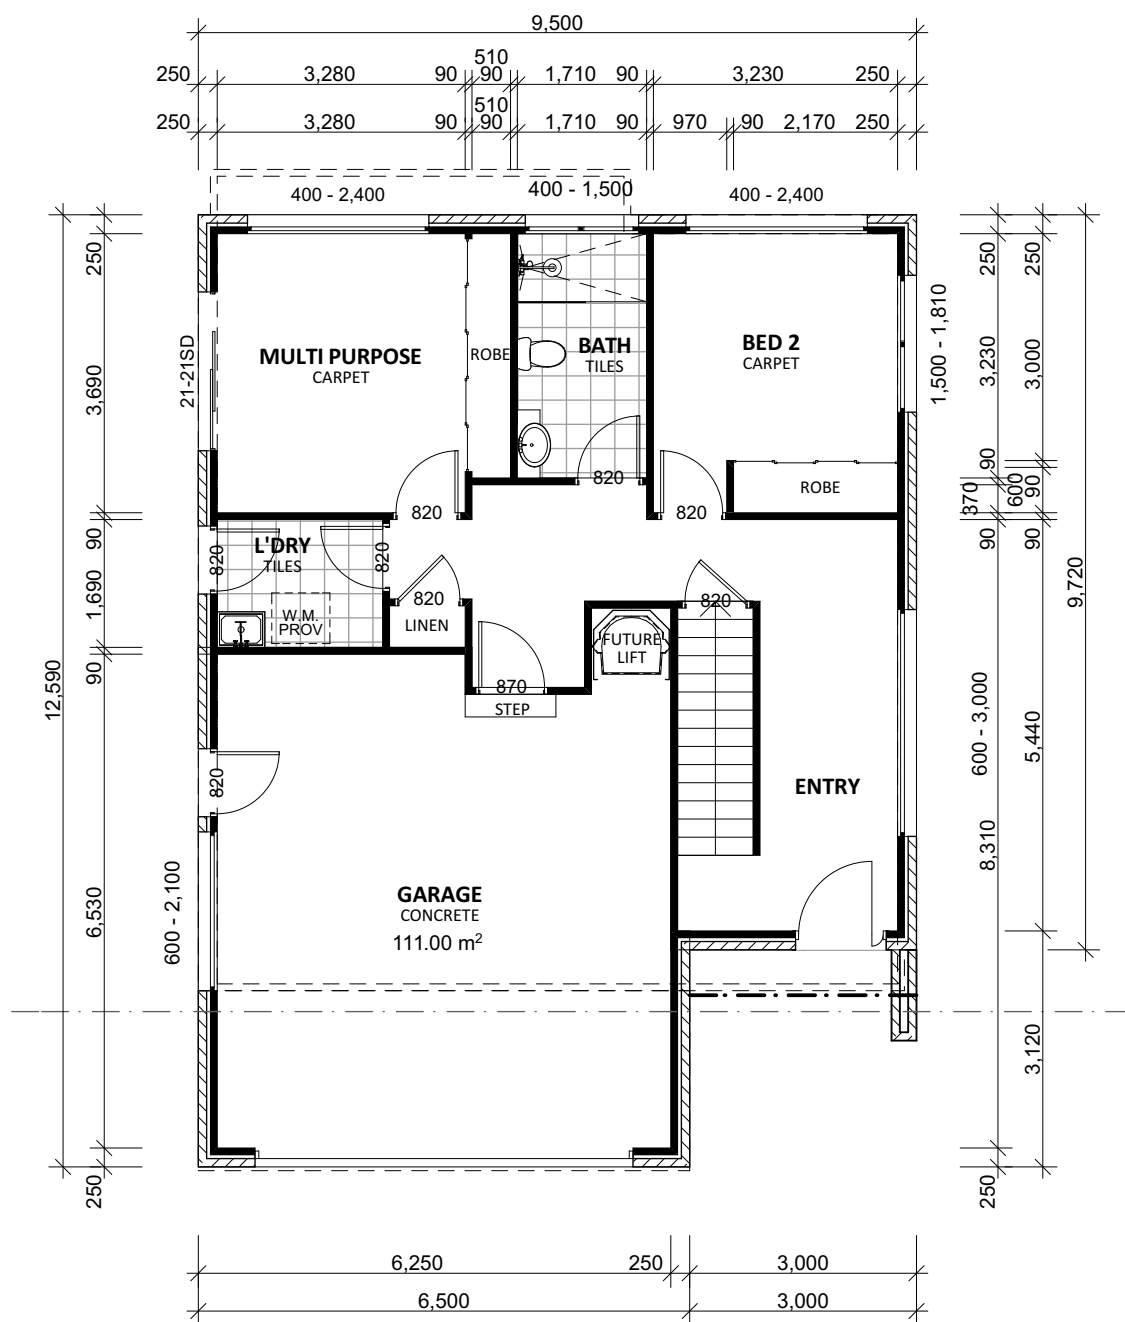 9,500
510
250 3,280 90 90 1,710 90 3,230 250
510
250 3,280 90 90 1,710 90 970 90 2,170 250
400 - 2,400
400 - 1,500
400 - 2,400
250
3,690
90
1,690
90
6,530
250
12,590
21-21SD
600 - 2,100
MULTI PURPOSE
CARPET
ROBE
BATH
TILES
BED 2
CARPET
ROBE
820
820
820
L'DRY
TILES
820
820
W.M.
PROV
820
LINEN
820
FUTURE
LIFT
870
STEP
820
ENTRY
GARAGE
CONCRETE
111.00 m²
1,500 - 1,810
600 - 3,000
250
3,230
90
370
90
8,310
250
250
3,000
600
90
90
5,440
3,120
9,720
6,250 250 3,000
6,500 3,000